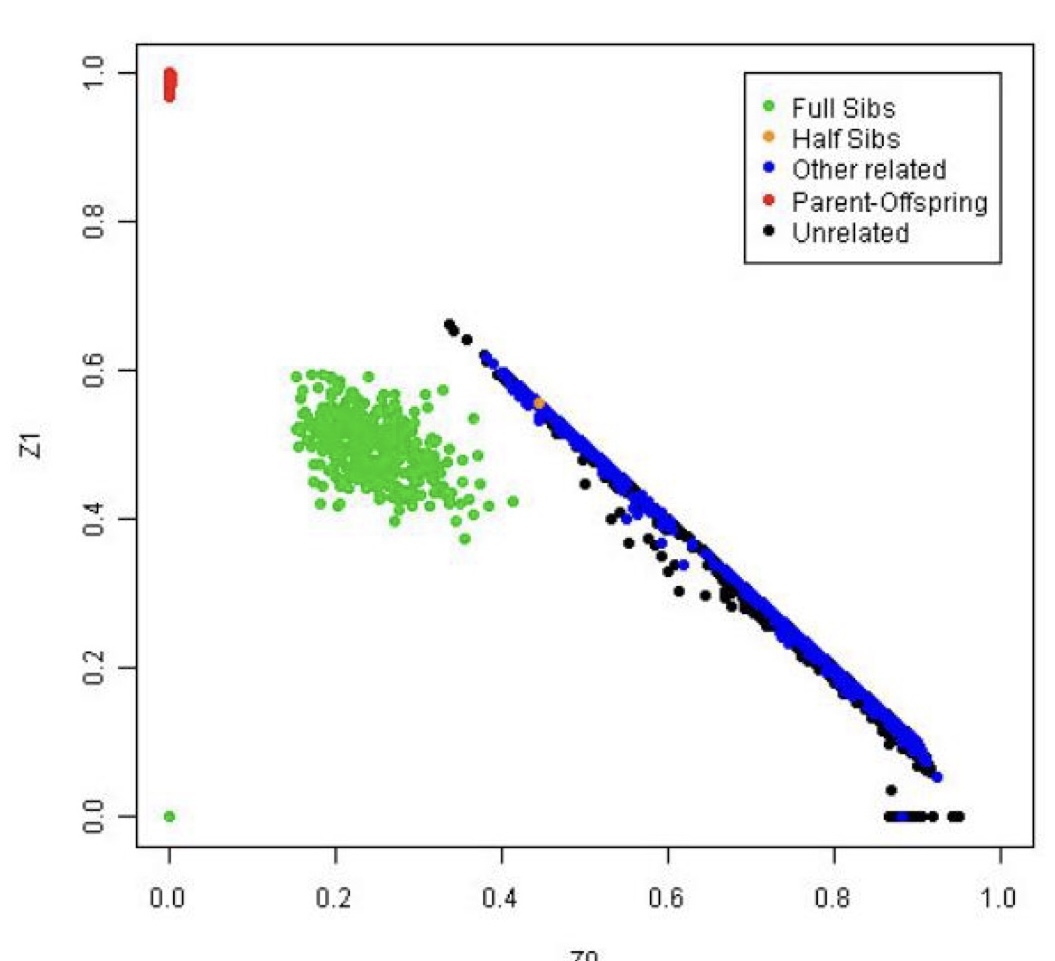 1.0
0.8
0.6
0.4
0.2
0.0
Z1
Full Sibs
Half Sibs
Other related
Parent-Offspring
Unrelated
0.0 0.2 0.4 0.6 0.8 1.0
Z0